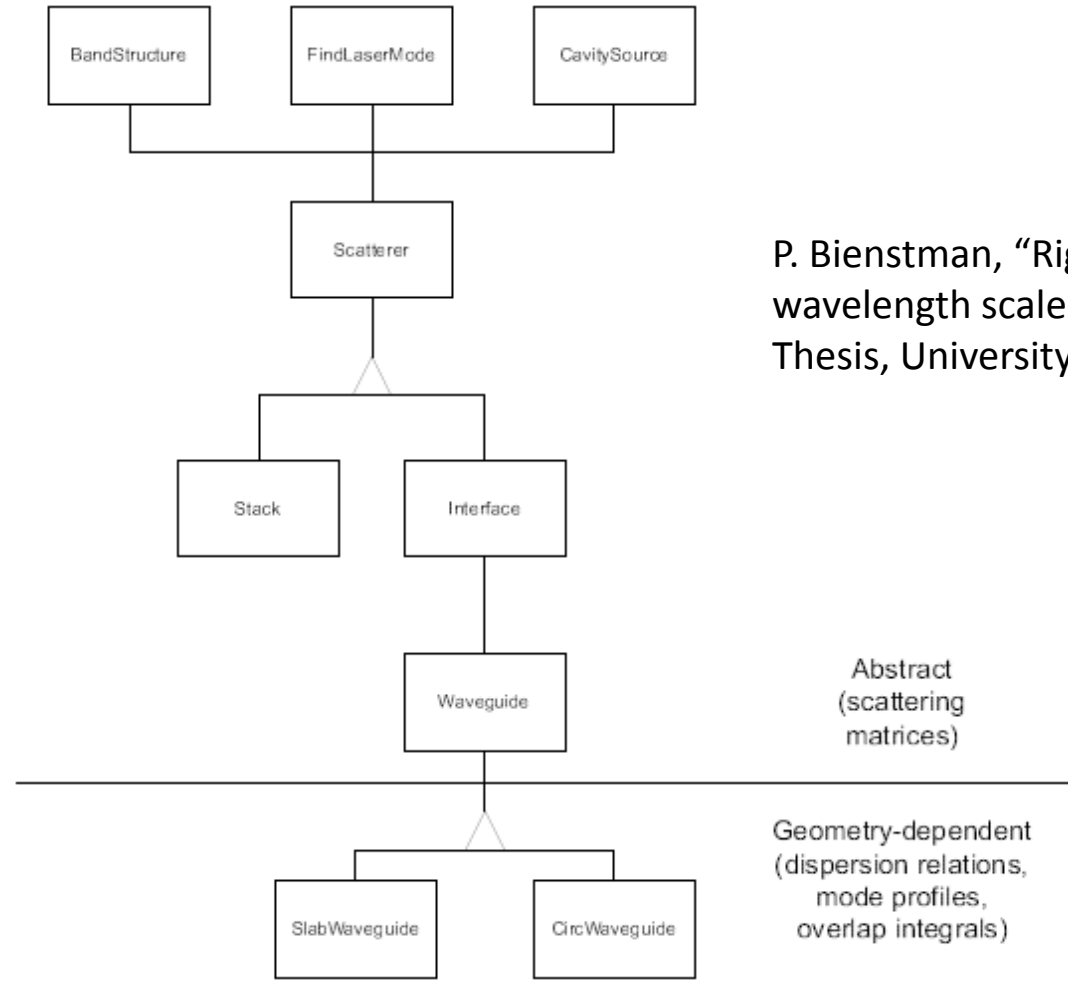 BandStructure
FindLaserMode
CavitySource
Scatterer
P. Bienstman, “Rig
wavelength scale
Thesis, University
Stack
Interface
Waveguide
Abstract
(scattering
matrices)
Geometry-dependent
(dispersion relations,
mode profiles,
overlap integrals)
SlabWaveguide
CircWaveguide